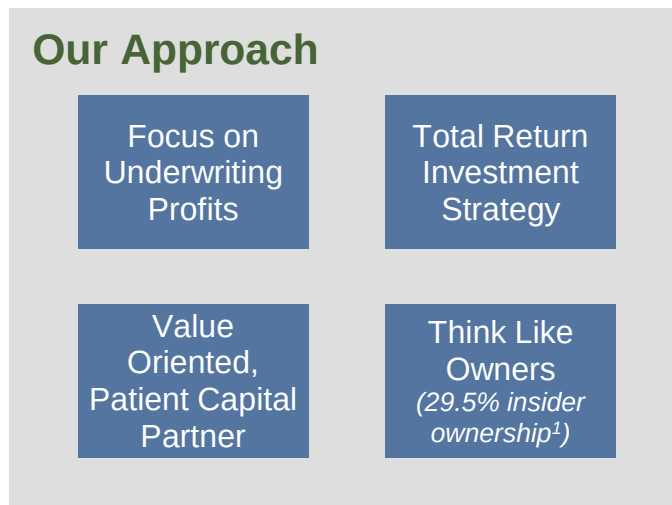 Our Approach
Focus on
Underwriting
Profits
Total Return
Investment
Strategy
Value
Oriented,
Patient Capital
Partner
Think Like
Owners
(29.5% insider
ownership¹)